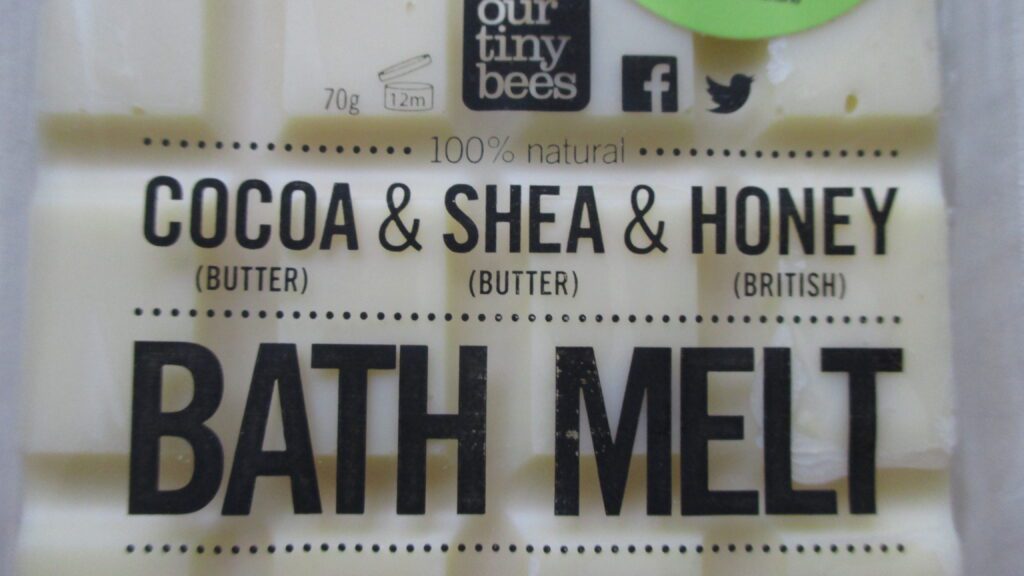 our
tiny
bees
70g
12m
100% natural
COCOA & SHEA & HONEY
(BUTTER) (BUTTER) (BRITISH)
BATH MELT